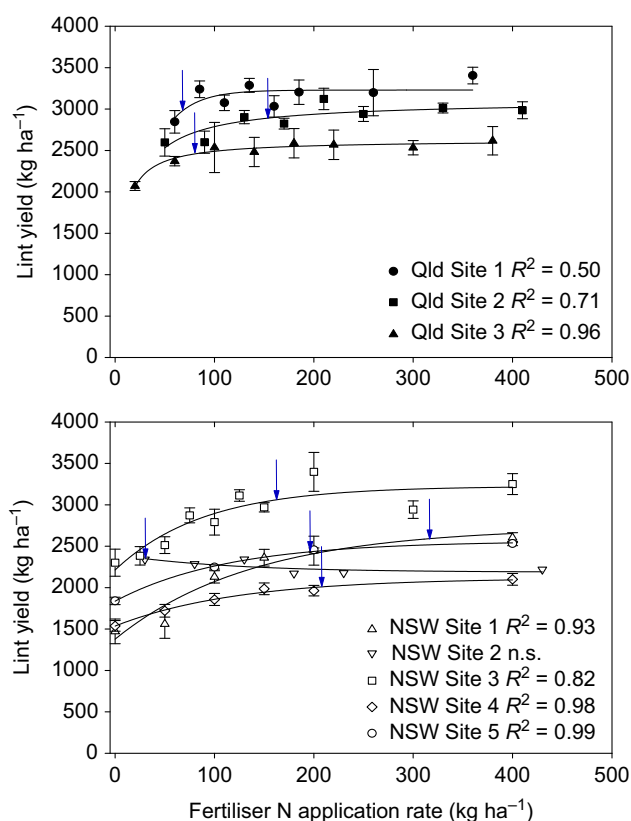 4000
3500
3000
2500
2000
1500
1000
500
0
Lint yield (kg ha–1)
Qld Site 1 R2 = 0.50
Qld Site 2 R2 = 0.71
Qld Site 3 R2 = 0.96
0 100 200 300 400 500
4000
3500
3000
2500
2000
1500
1000
500
0
Lint yield (kg ha–1)
NSW Site 1 R2 = 0.93
NSW Site 2 n.s.
NSW Site 3 R2 = 0.82
NSW Site 4 R2 = 0.98
NSW Site 5 R2 = 0.99
0 100 200 300 400 500
Fertiliser N application rate (kg ha–1)